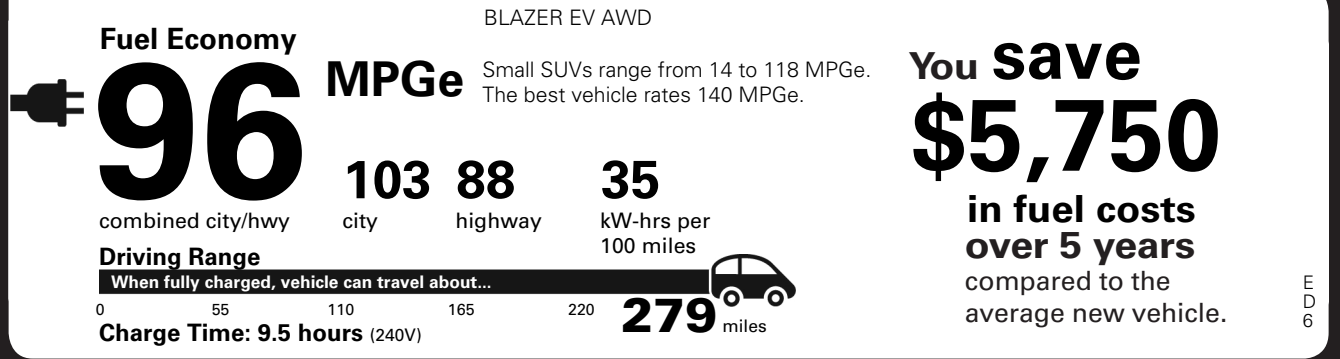 BLAZER EV AWD
Fuel Economy
96 MPGe
Small SUVs range from 14 to 118 MPGe.
The best vehicle rates 140 MPGe.
combined city/hwy
103
city
88
highway
35
kW-hrs per
100 miles
Driving Range
When fully charged, vehicle can travel about...
0 55 110 165 220 279 miles
Charge Time: 9.5 hours (240V)
You save
$5,750
in fuel costs
over 5 years
compared to the
average new vehicle.
E
D
6